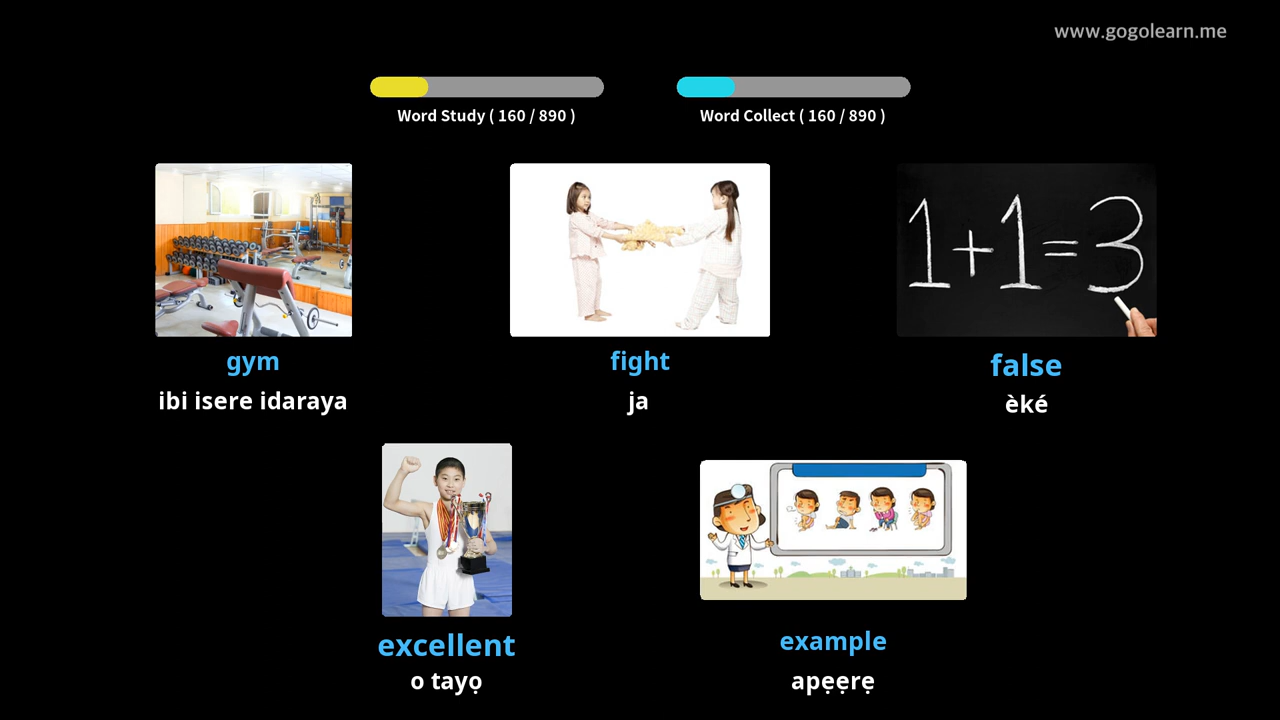 www.gogolearn.me
Word Study ( 160 / 890 )
Word Collect ( 160 / 890 )
1+1=3
gym
ibi isere idaraya
fight
ja
false
èké
excellent
o tayọ
example
apẹẹrẹ